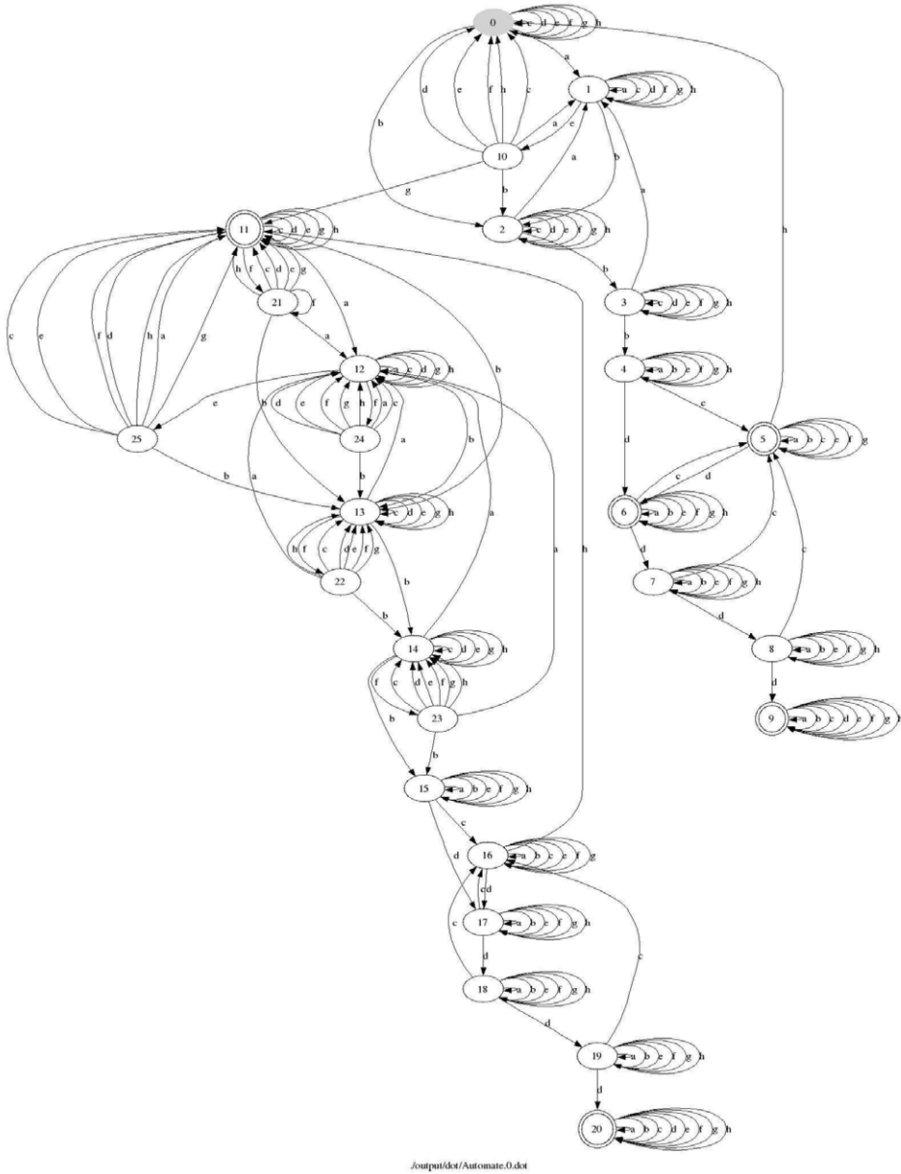 0 c d e f g h
a
d e f h c 1 a c d f g h
b a e
10 b a
g b a
h
11 c d e g h 2 c d e f g h
h f c d e g b
21 f 3 c d e f g h
a
c e f d h a g a b b
12 a c d g h 4 a b e f g h
e b d e f g h f a c c
25 24 a b d 5 a b c e f g
b a b c d
13 c d e g h 6 a b e f g h c
h f c d e f g a h d c
22 b 7 a b e f g h
b d
14 c d e g h 8 a b e f g h
f c d e f g h d
b 23 9 a b c d e f g
b
15 a b e f g h
c
d 16 a b c e f g
c d
c 17 a b e f g h
d c
18 a b e f g h
d
19 a b e f g h
d
20 a b c d e f g h
./output/dot/Automate.0.dot